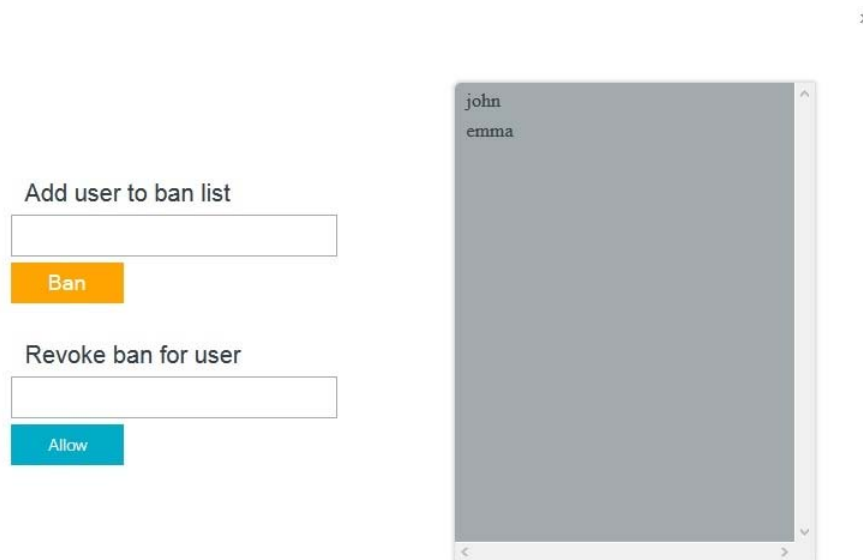 Add user to ban list
Ban
Revoke ban for user
Allow
john
emma